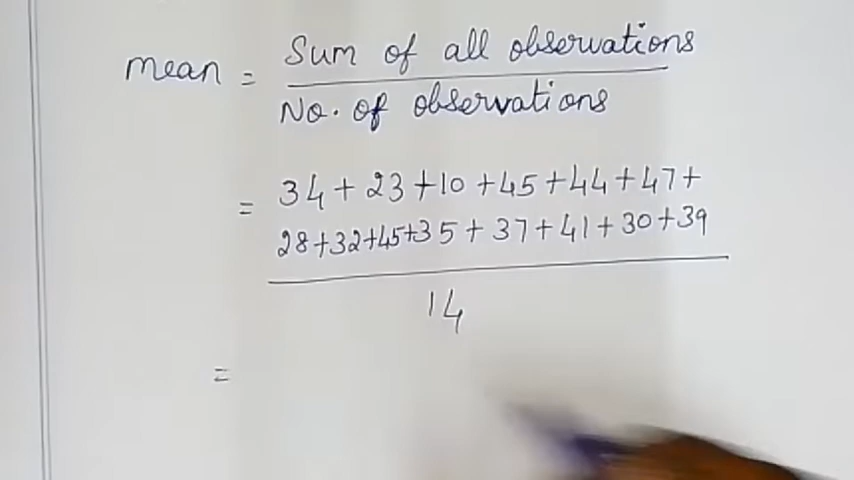 mean = Sum of all observations
No. of observations
= 34 + 23 + 10 + 45 + 44 + 47 +
28 + 32 + 45 + 35 + 37 + 41 + 30 + 39
14
=